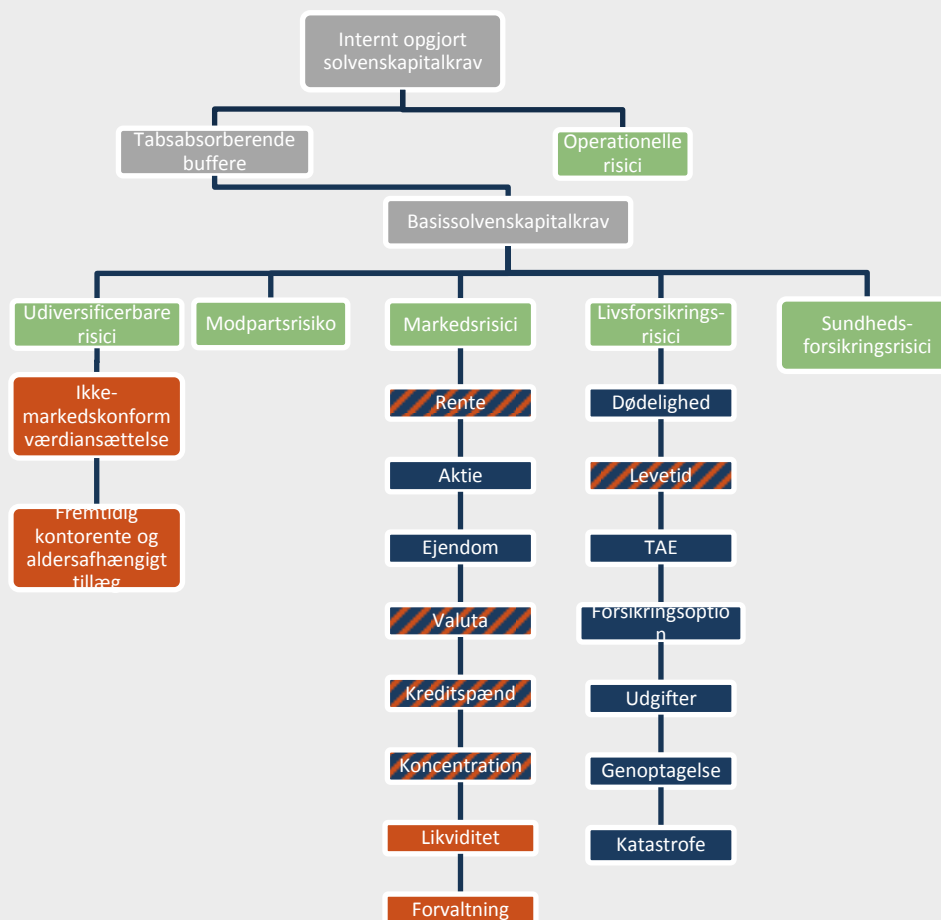 Internt opgjort
solvenskapitalkrav
Tabsabsorberende
buffere
Operationelle
risici
Basissolvenskapitalkrav
Udiversificerbare
risici
Modpartsrisiko
Markedsrisici
Livsforsikrings-
risici
Sundheds-
forsikringsrisici
Ikke-
markedskonform
værdiansættelse
Fremtidig
kontorente og
aldersafhængigt
tillæg
Rente
Aktie
Ejendom
Valuta
Kreditspænd
Koncentration
Likviditet
Forvaltning
Dødelighed
Levetid
TAE
Forsikringsoptio
n
Udgifter
Genoptagelse
Katastrofe